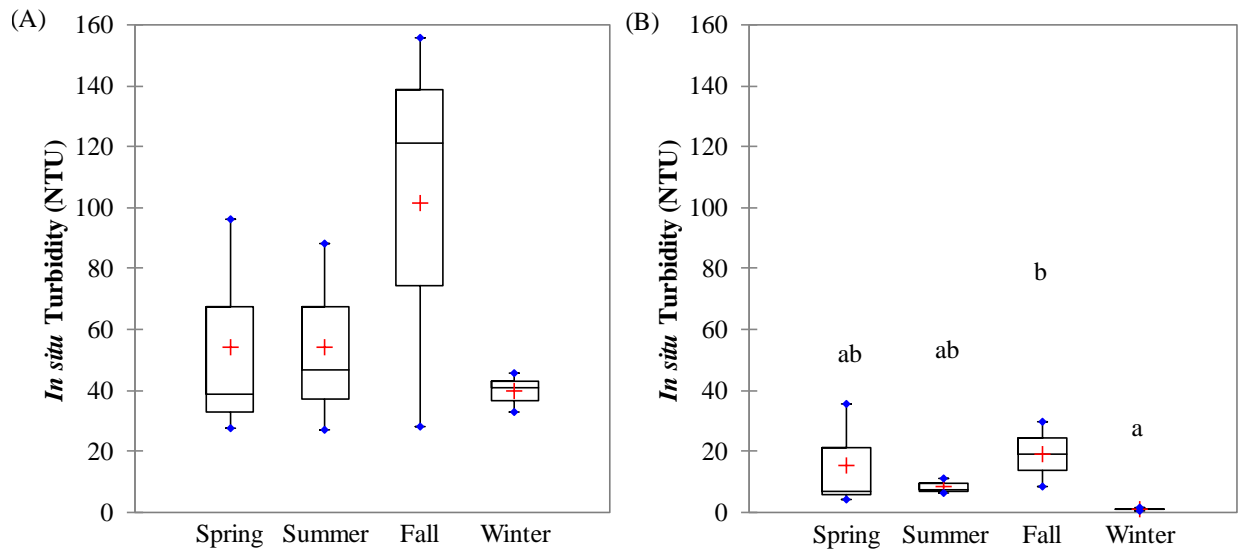 (A)
In situ Turbidity (NTU)
160
140
120
100
80
60
40
20
0
Spring Summer Fall Winter
(B)
In situ Turbidity (NTU)
160
140
120
100
80
60
40
20
0
ab
ab
b
a
Spring Summer Fall Winter